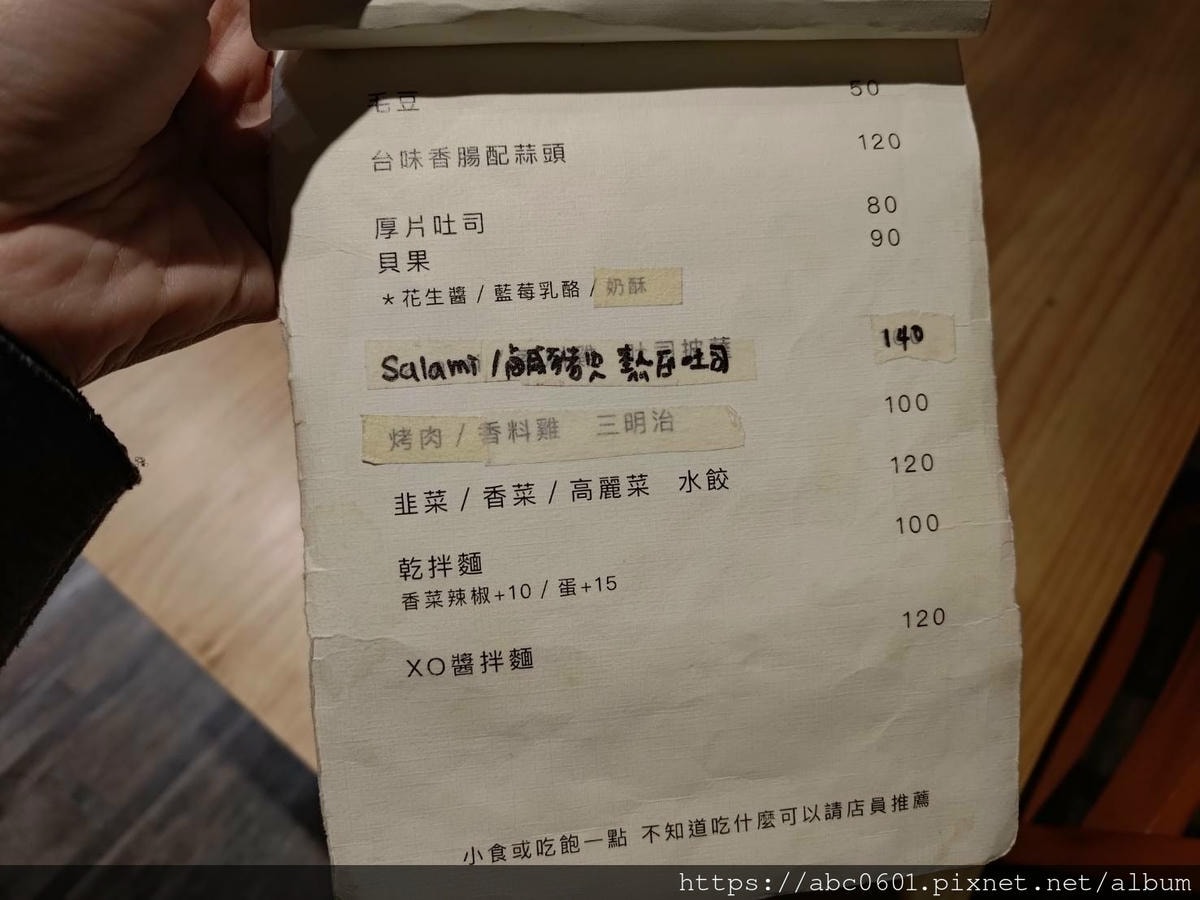 毛豆 50
台味香腸配蒜頭 120
厚片吐司 80
貝果 90
*花生醬 / 藍莓乳酪 / 奶酥
Salami / 鹹豬肉 熱压吐司 140
烤肉 / 香料雞 三明治 100
韭菜 / 香菜 / 高麗菜 水餃 120
乾拌麵 100
香菜辣椒+10 / 蛋+15
XO醬拌麵 120
小食或吃飽一點 不知道吃什麼可以請店員推薦
https://abc0601.pixnet.net/album